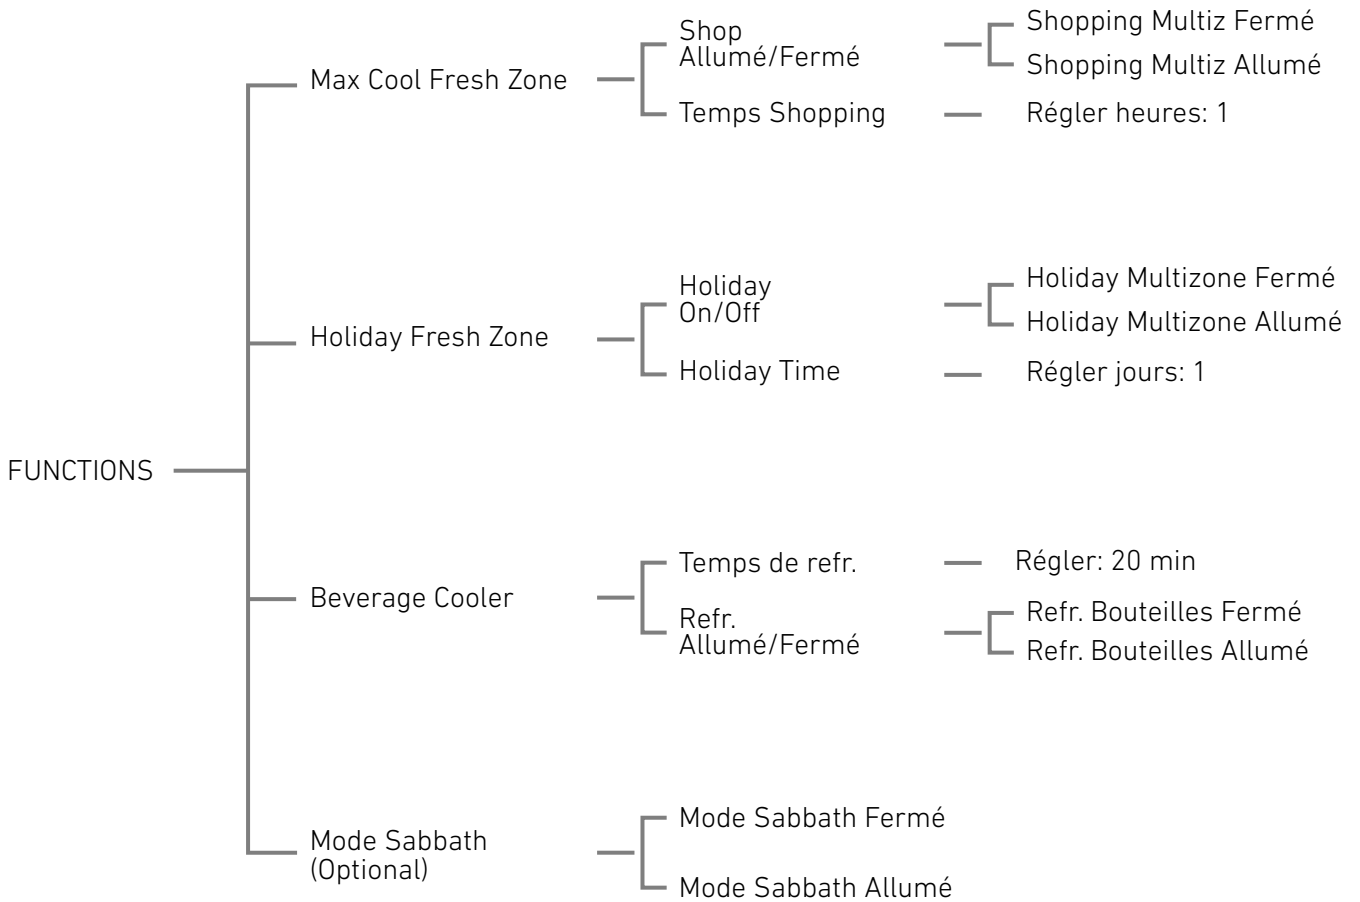 Shop
Allumé/Fermé
Shopping Multiz Fermé
Shopping Multiz Allumé
Max Cool Fresh Zone
Temps Shopping
Régler heures: 1
Holiday
On/Off
Holiday Multizone Fermé
Holiday Multizone Allumé
Holiday Fresh Zone
Holiday Time
Régler jours: 1
FUNCTIONS
Temps de refr.
Régler: 20 min
Beverage Cooler
Refr.
Allumé/Fermé
Refr. Bouteilles Fermé
Refr. Bouteilles Allumé
Mode Sabbath
(Optional)
Mode Sabbath Fermé
Mode Sabbath Allumé